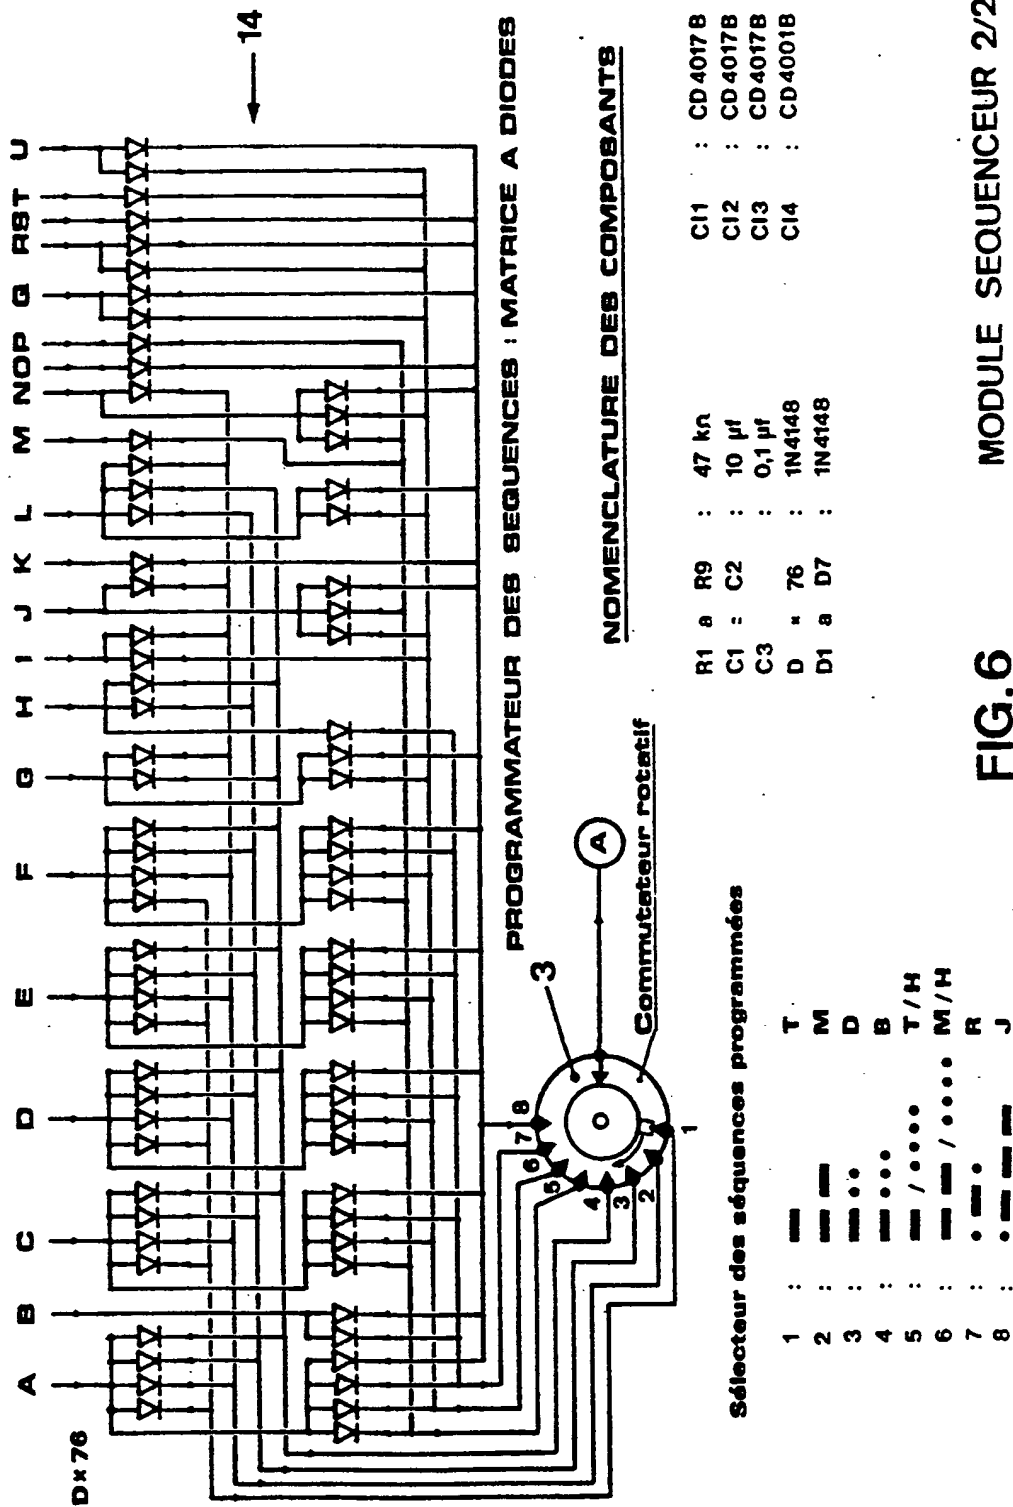 A B C D E F G H I J K L M N O P Q R S T U
D x 76
14
PROGRAMMATEUR DES SEQUENCES : MATRICE A DIODES
3
A
Commutateur rotatif
1 2 3 4 5 6 7 8
Sélecteur des séquences programmées
1 : ▬ T
2 : ▬ ▬ M
3 : ▬ • • D
4 : ▬ • • • B
5 : ▬ / • • • • T/H
6 : ▬ ▬ / • • • • M/H
7 : • ▬ • R
8 : • ▬ ▬ ▬ J
NOMENCLATURE DES COMPOSANTS
R1 a R9 : 47 kΩ
C1 = C2 : 10 µf
C3 : 0,1 µf
D x 76 : 1N4148
D1 a D7 : 1N4148
CI1 : CD4017B
CI2 : CD4017B
CI3 : CD4017B
CI4 : CD4001B
FIG.6
MODULE SEQUENCEUR 2/2